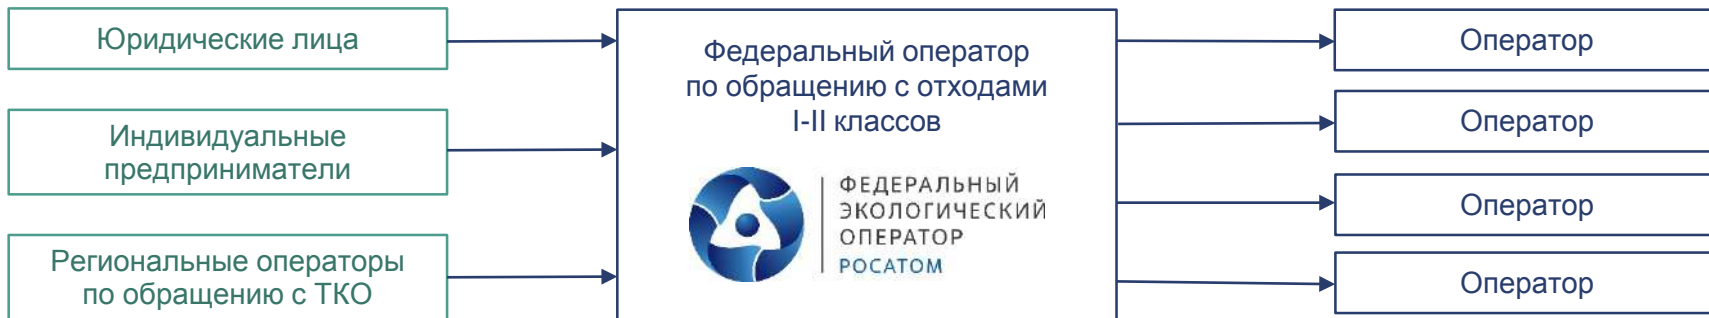 Юридические лица
Индивидуальные
предприниматели
Региональные операторы
по обращению с ТКО
Федеральный оператор
по обращению с отходами
I-II классов
ФЕДЕРАЛЬНЫЙ
ЭКОЛОГИЧЕСКИЙ
ОПЕРАТОР
РОСАТОМ
Оператор
Оператор
Оператор
Оператор